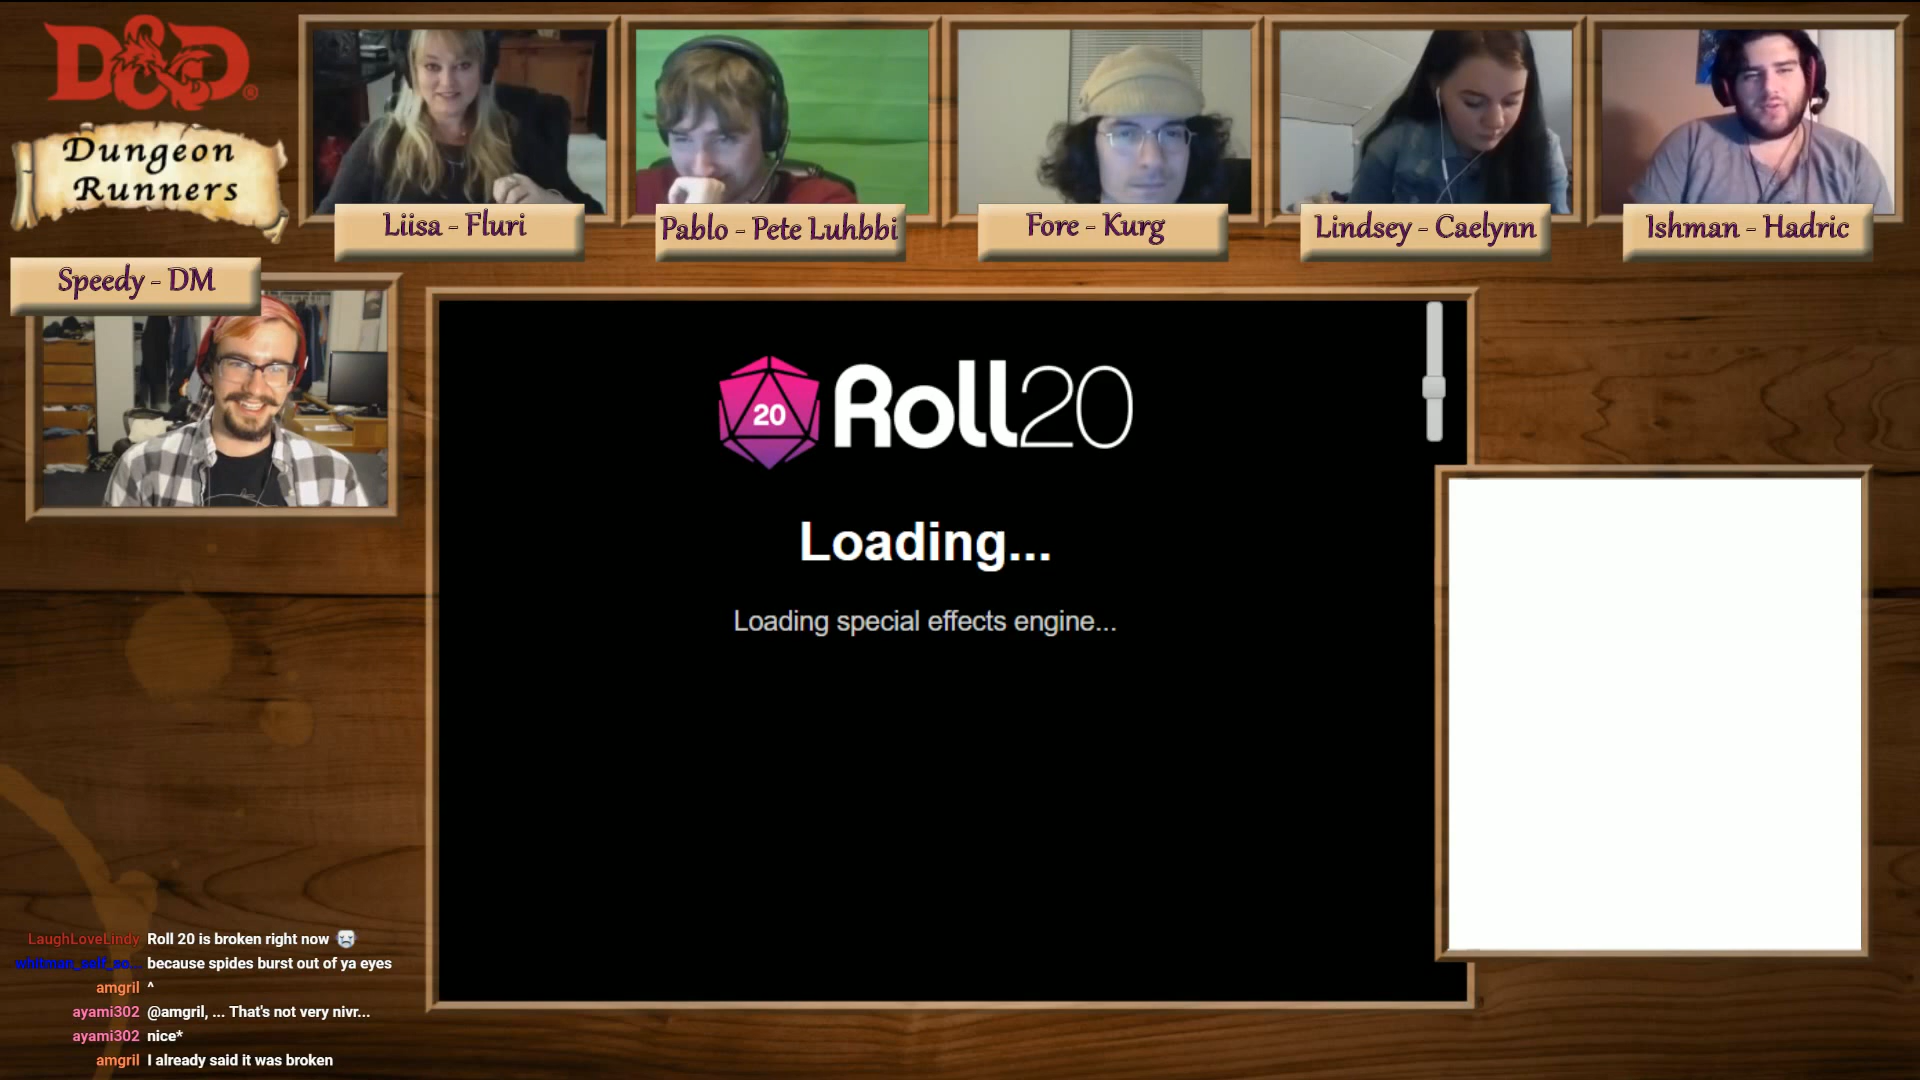 D&D®
Dungeon
Runners
Liisa - Fluri
Pablo - Pete Luhbbi
Fore - Kurg
Lindsey - Caelynn
Ishman - Hadric
Speedy - DM
20 Roll20
Loading...
Loading special effects engine...
LaughLoveLindy Roll 20 is broken right now
whitman_self_so... because spides burst out of ya eyes
amgril ^
ayami302 @amgril, ... That's not very nivr...
ayami302 nice*
amgril I already said it was broken